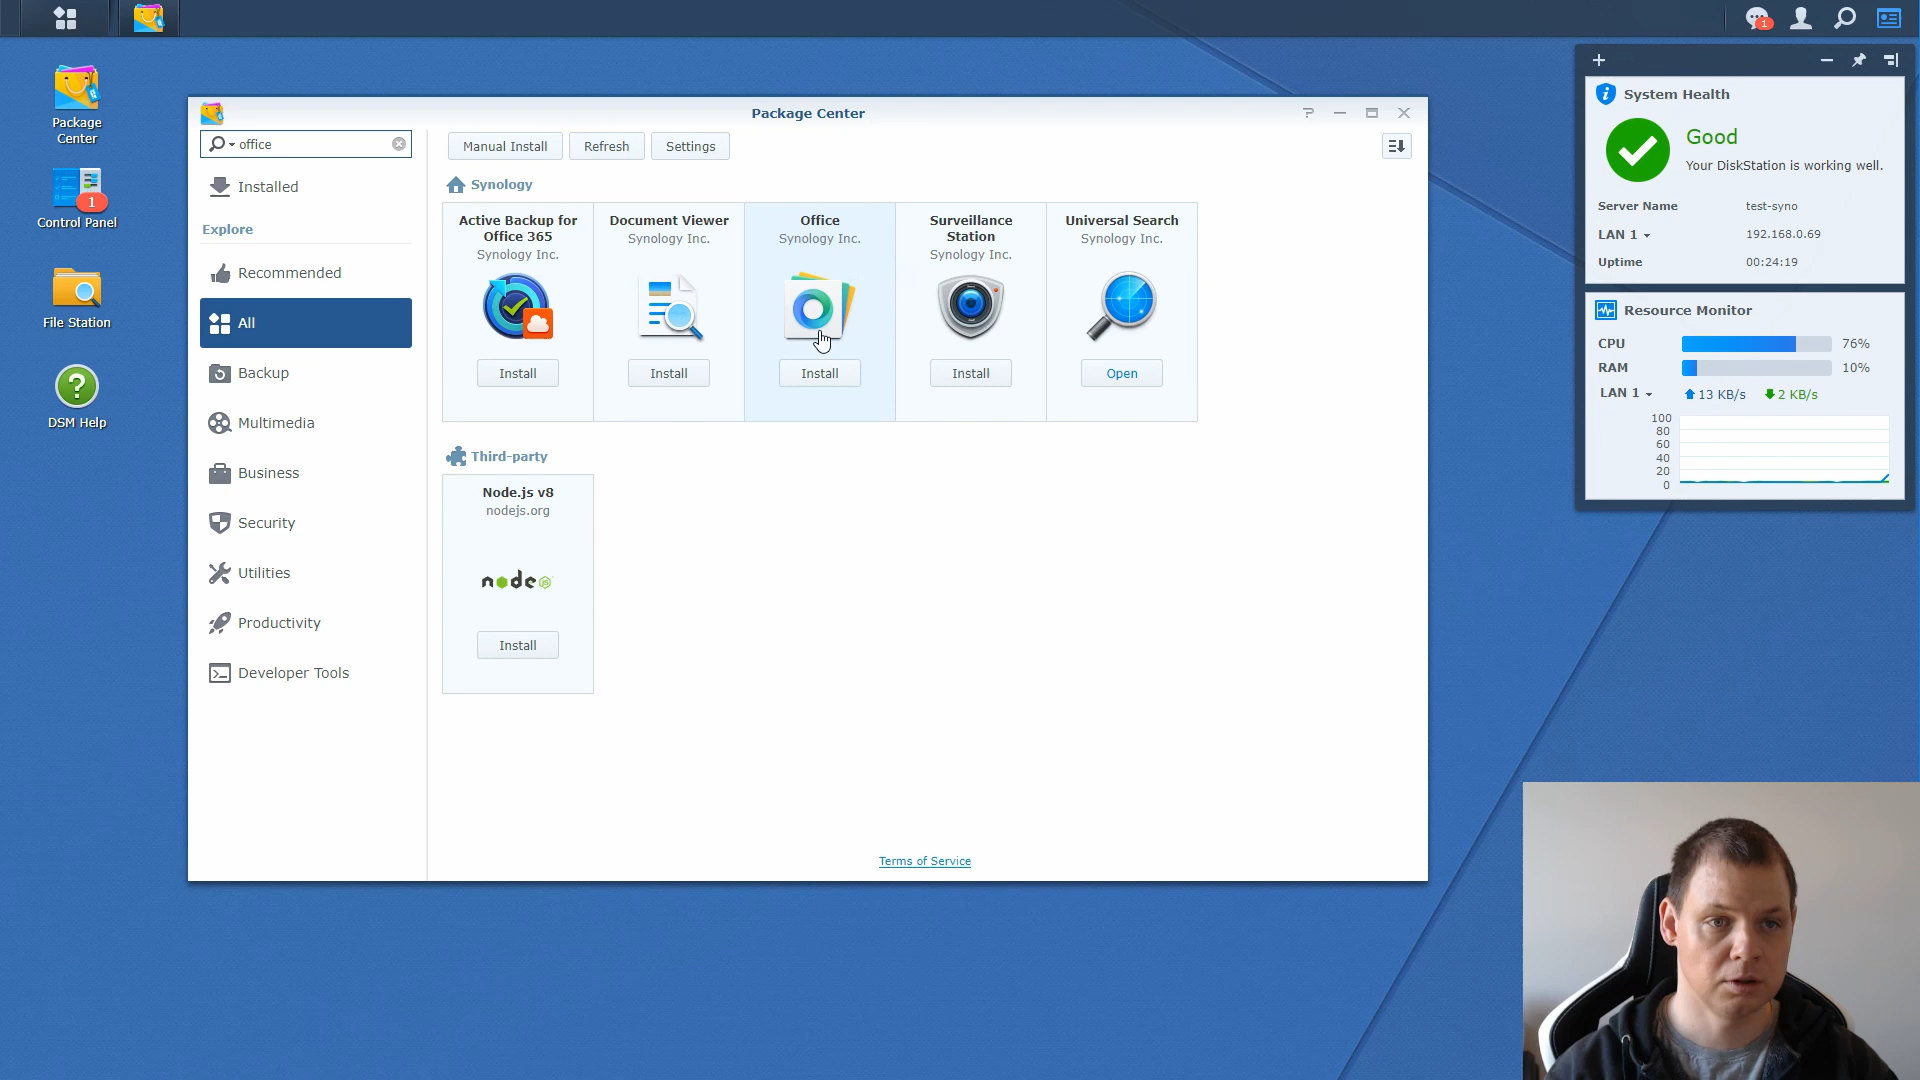 1
Package
Center
1
Control Panel
File Station
?
DSM Help
Package Center
?
office
Manual Install
Refresh
Settings
Installed
Explore
Recommended
All
Backup
Multimedia
Business
Security
Utilities
Productivity
Developer Tools
Synology
Active Backup for
Office 365
Synology Inc.
Install
Document Viewer
Synology Inc.
Install
Office
Synology Inc.
Install
Surveillance
Station
Synology Inc.
Install
Universal Search
Synology Inc.
Open
Third-party
Node.js v8
nodejs.org
node JS
Install
Terms of Service
System Health
Good
Your DiskStation is working well.
Server Name test-syno
LAN 1 192.168.0.69
Uptime 00:24:19
Resource Monitor
CPU 76%
RAM 10%
LAN 1 13 KB/s 2 KB/s
100
80
60
40
20
0